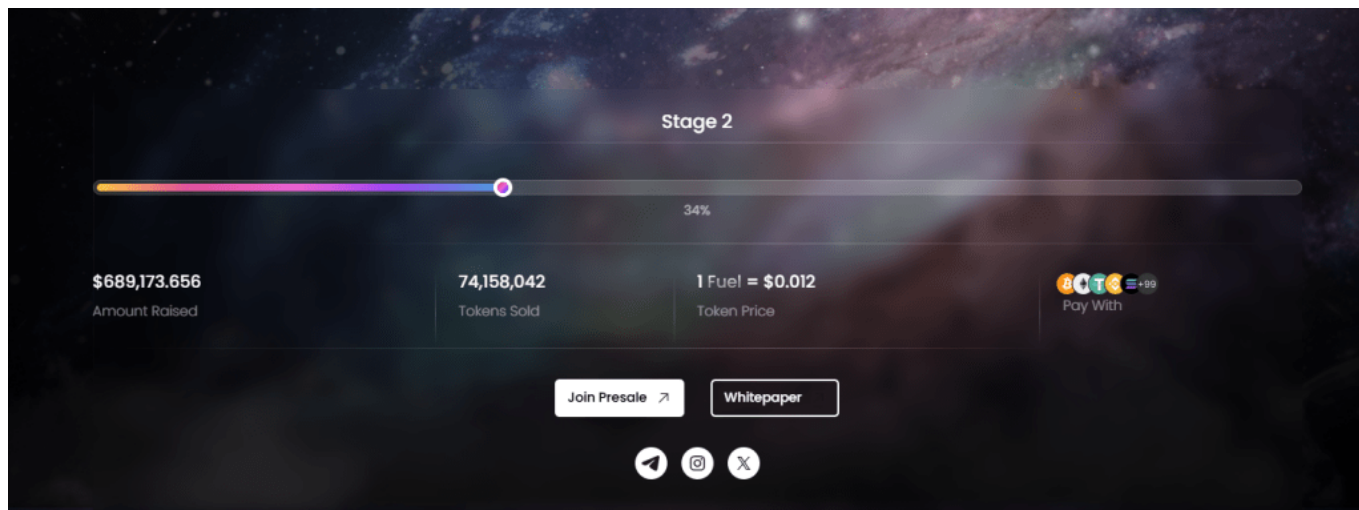 Stage 2
34%
$689,173.656
Amount Raised
74,158,042
Tokens Sold
1 Fuel = $0.012
Token Price
+99
Pay With
Join Presale
Whitepaper